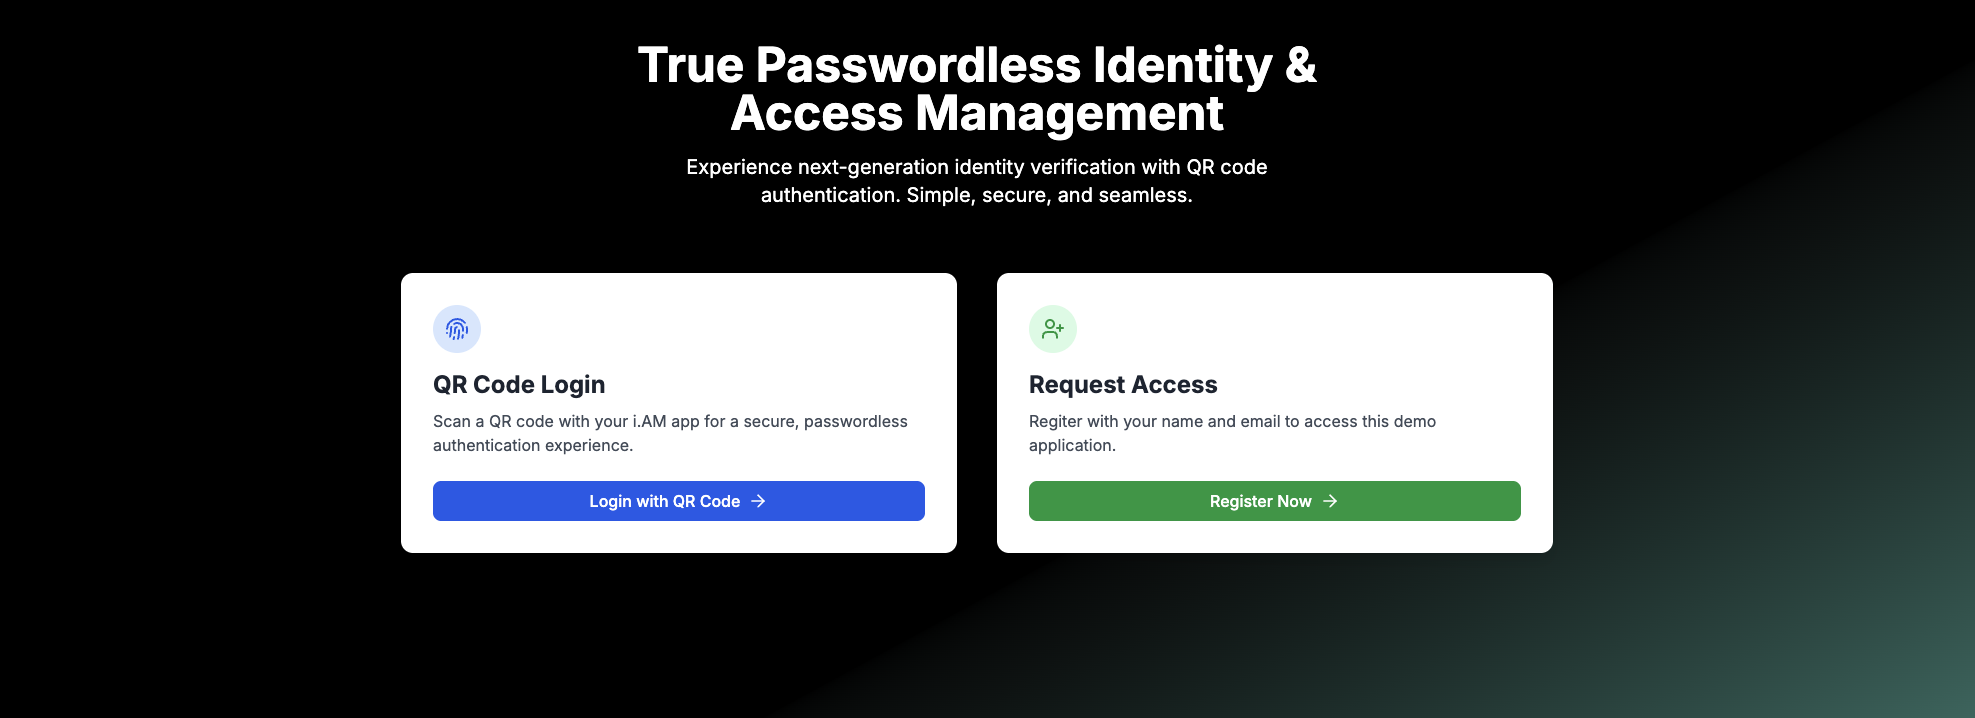 True Passwordless Identity &
Access Management
Experience next-generation identity verification with QR code
authentication. Simple, secure, and seamless.
QR Code Login
Scan a QR code with your i.AM app for a secure, passwordless
authentication experience.
Login with QR Code
Request Access
Regiter with your name and email to access this demo
application.
Register Now